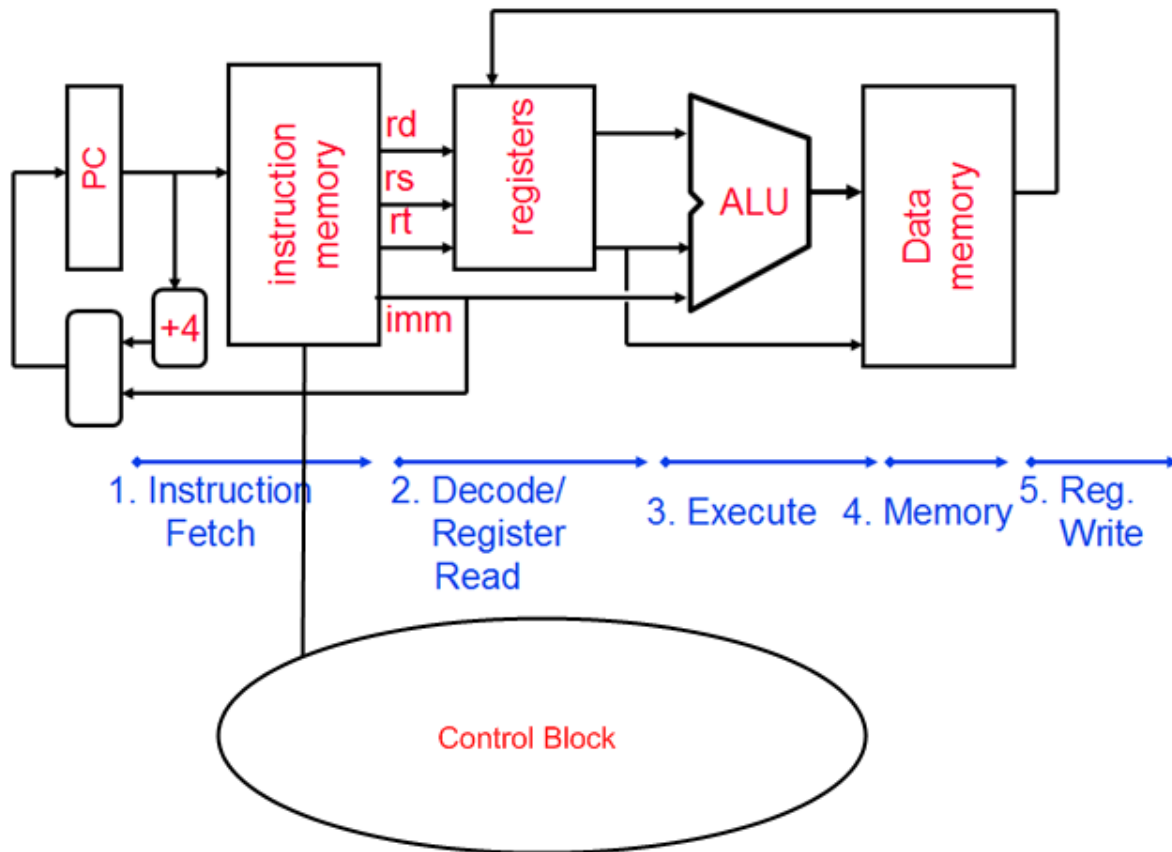 PC
+4
instruction
memory
rd
rs
rt
imm
registers
ALU
Data
memory
1. Instruction
Fetch
2. Decode/
Register
Read
3. Execute
4. Memory
5. Reg.
Write
Control Block